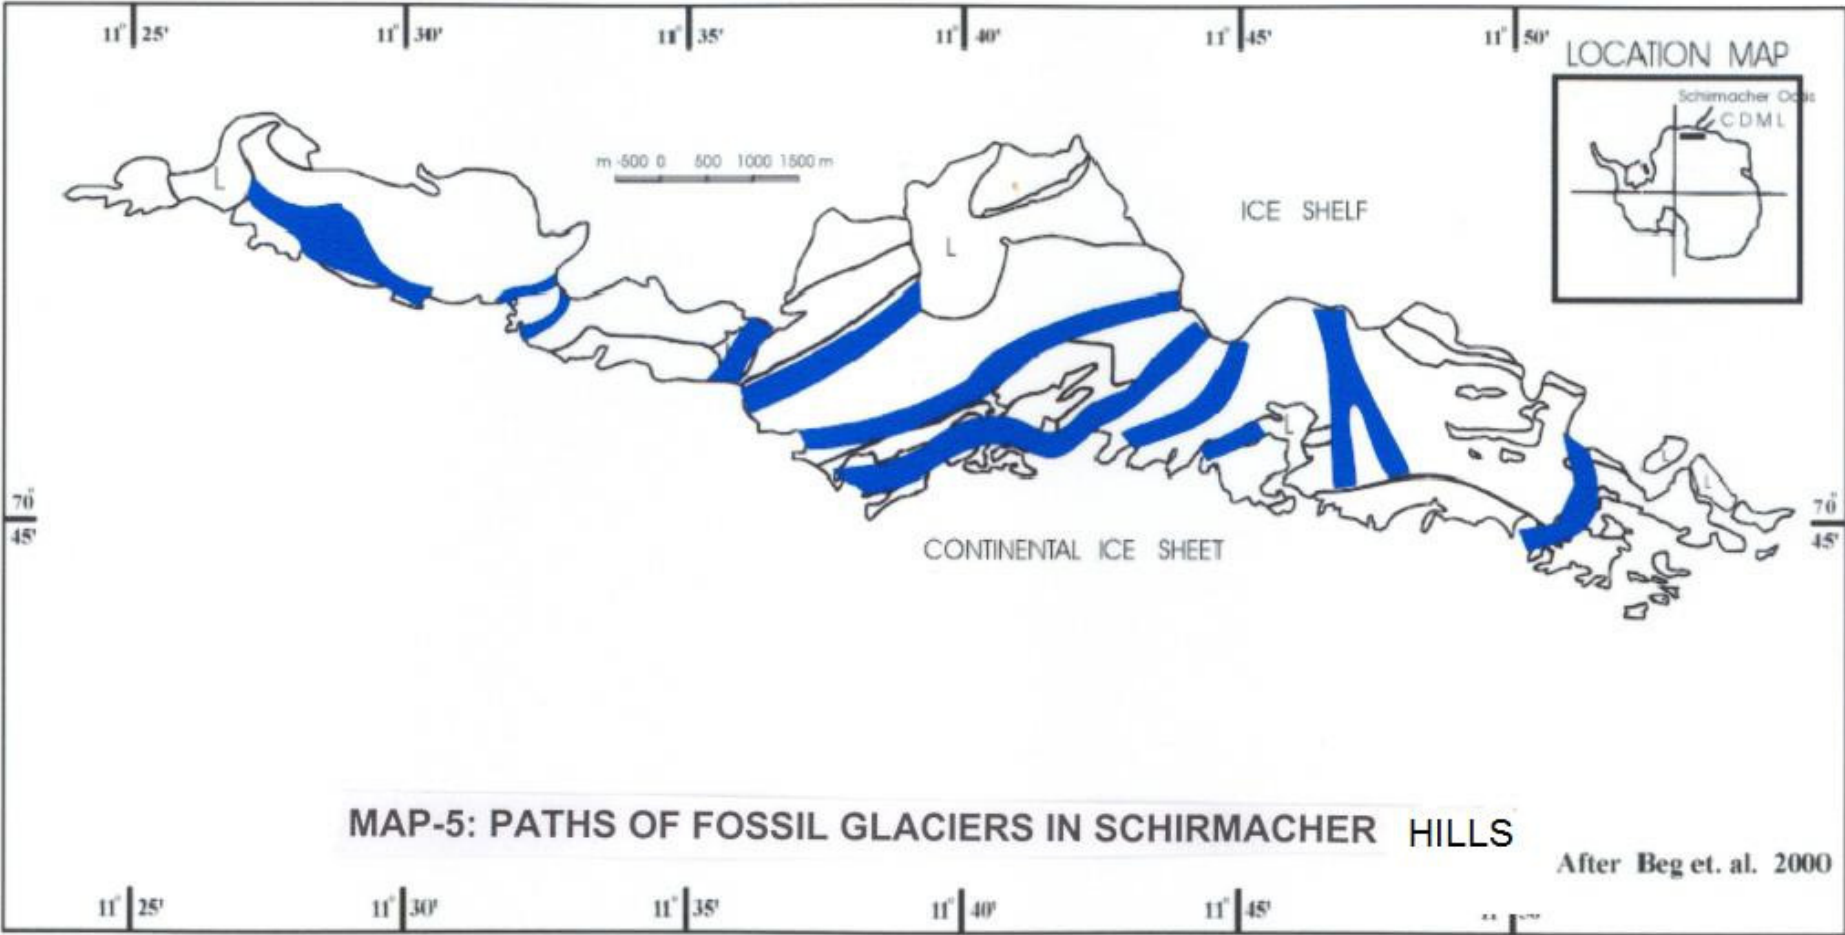 11° 25'
11° 30'
11° 35'
11° 40'
11° 45'
11° 50'
LOCATION MAP
Schirmacher Oasis
CDML
m -500 0 500 1000 1500 m
L
L
L
L
L
ICE SHELF
70°
45'
70°
45'
CONTINENTAL ICE SHEET
MAP-5: PATHS OF FOSSIL GLACIERS IN SCHIRMACHER HILLS
After Beg et. al. 2000
11° 25'
11° 30'
11° 35'
11° 40'
11° 45'